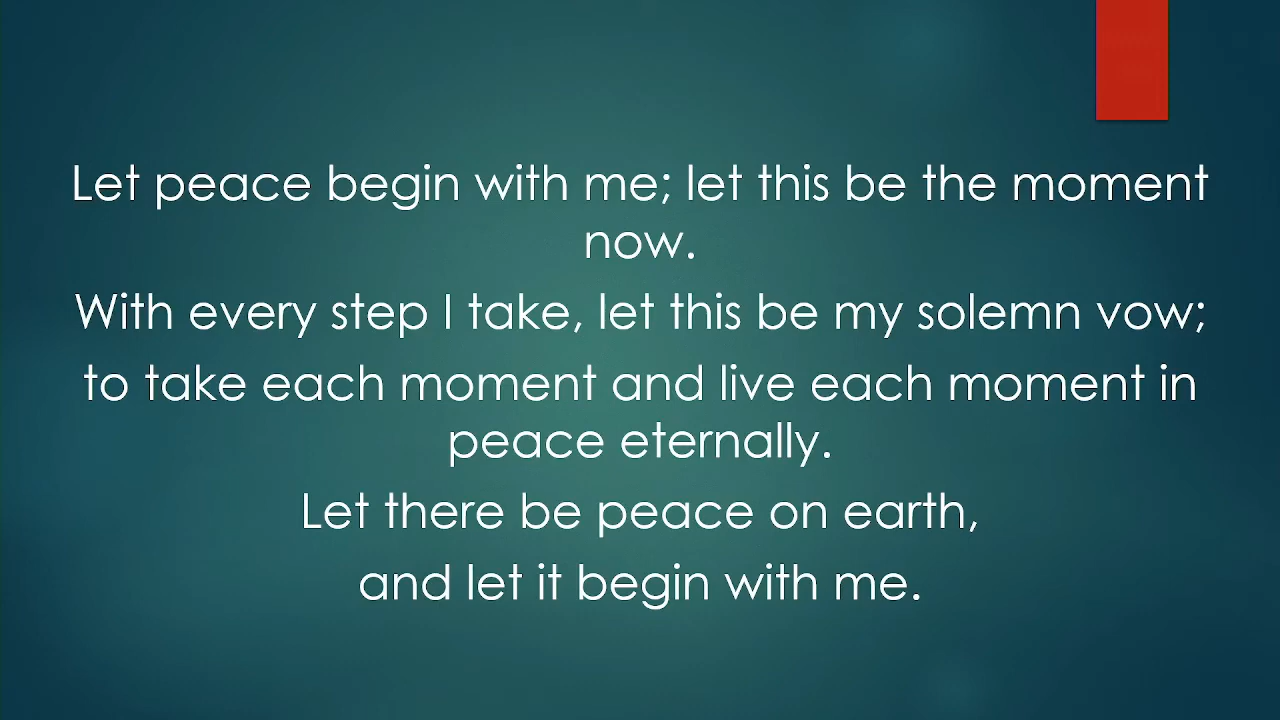 Let peace begin with me; let this be the moment
now.
With every step I take, let this be my solemn vow;
to take each moment and live each moment in
peace eternally.
Let there be peace on earth,
and let it begin with me.